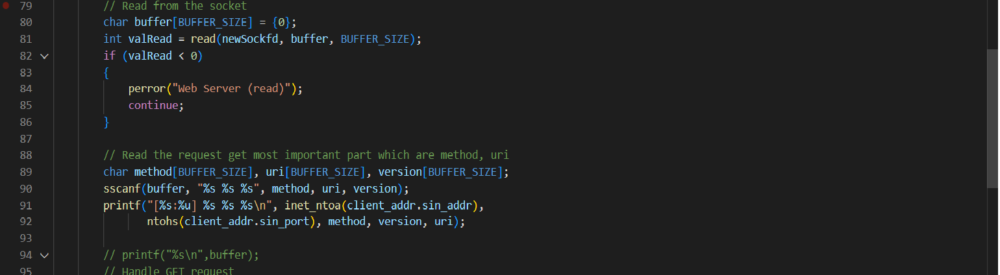 79 // Read from the socket
80 char buffer[BUFFER_SIZE] = {0};
81 int valRead = read(newSockfd, buffer, BUFFER_SIZE);
82 if (valRead < 0)
83 {
84 perror("Web Server (read)");
85 continue;
86 }
87
88 // Read the request get most important part which are method, uri
89 char method[BUFFER_SIZE], uri[BUFFER_SIZE], version[BUFFER_SIZE];
90 sscanf(buffer, "%s %s %s", method, uri, version);
91 printf("[%s:%u] %s %s %s\n", inet_ntoa(client_addr.sin_addr),
92 ntohs(client_addr.sin_port), method, version, uri);
93
94 // printf("%s\n",buffer);
95 // Handle GET request